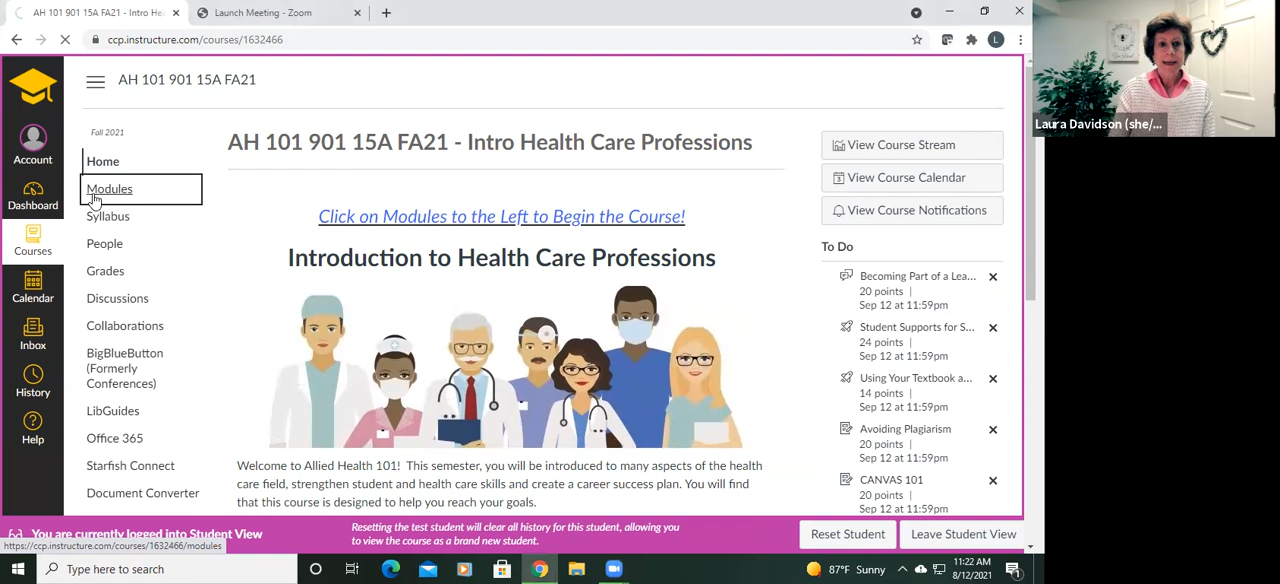 AH 101 901 15A FA21 - Intro Hea
Launch Meeting - Zoom
ccp.instructure.com/courses/1632466
L
AH 101 901 15A FA21
Account
Dashboard
Courses
Calendar
Inbox
History
Help
Fall 2021
Home
Modules
Syllabus
People
Grades
Discussions
Collaborations
BigBlueButton
(Formerly
Conferences)
LibGuides
Office 365
Starfish Connect
Document Converter
AH 101 901 15A FA21 - Intro Health Care Professions
Click on Modules to the Left to Begin the Course!
Introduction to Health Care Professions
Welcome to Allied Health 101! This semester, you will be introduced to many aspects of the health
care field, strengthen student and health care skills and create a career success plan. You will find
that this course is designed to help you reach your goals.
View Course Stream
View Course Calendar
View Course Notifications
To Do
Becoming Part of a Lea...
20 points |
Sep 12 at 11:59pm
Student Supports for S...
24 points |
Sep 12 at 11:59pm
Using Your Textbook a...
14 points |
Sep 12 at 11:59pm
Avoiding Plagiarism
20 points |
Sep 12 at 11:59pm
CANVAS 101
20 points |
Sep 12 at 11:59pm
Laura Davidson (she/...
You are currently logged into Student View
Resetting the test student will clear all history for this student, allowing you
to view the course as a brand new student.
Reset Student
Leave Student View
https://ccp.instructure.com/courses/1632466/modules
Type here to search
87°F Sunny
11:22 AM
8/12/2021